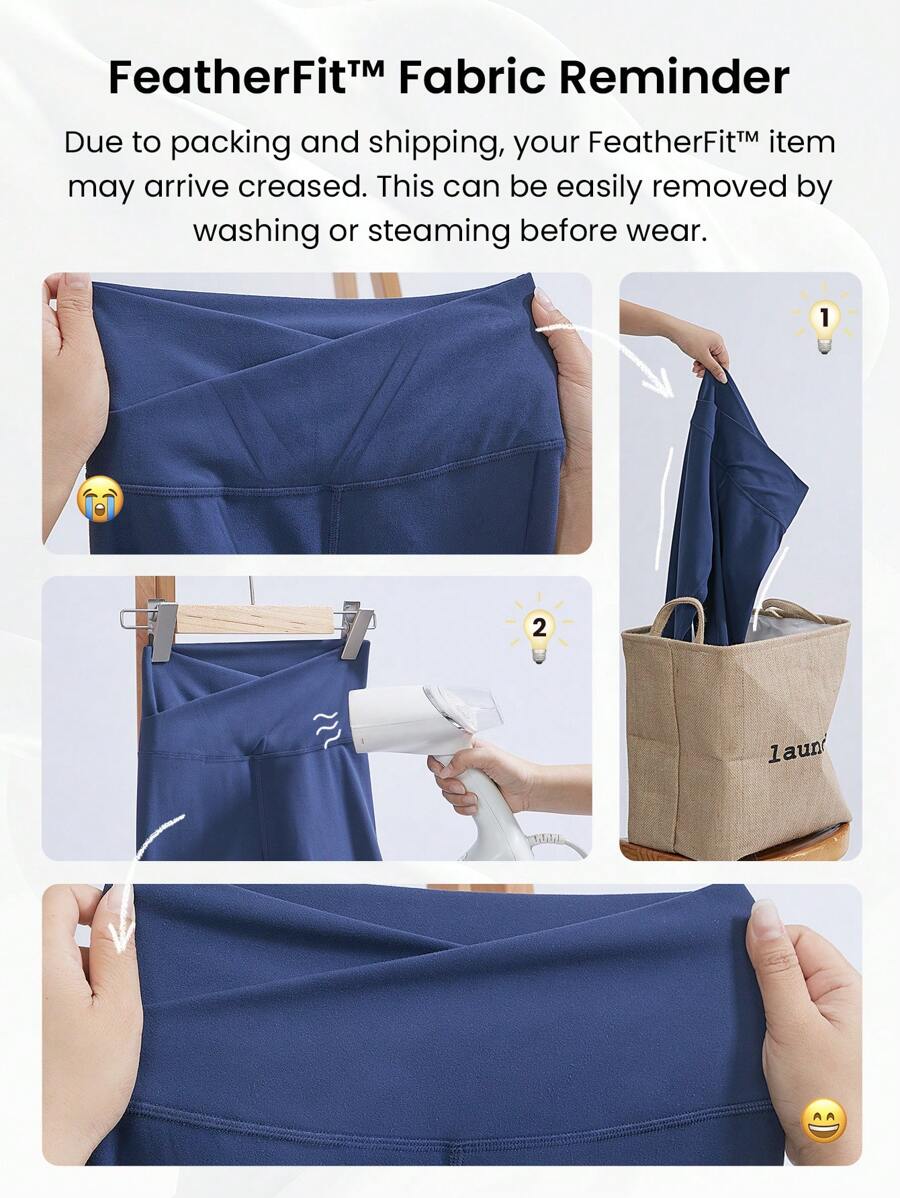 FeatherFit™ Fabric Reminder
Due to packing and shipping, your FeatherFit™ item
may arrive creased. This can be easily removed by
washing or steaming before wear.
1
2
laund